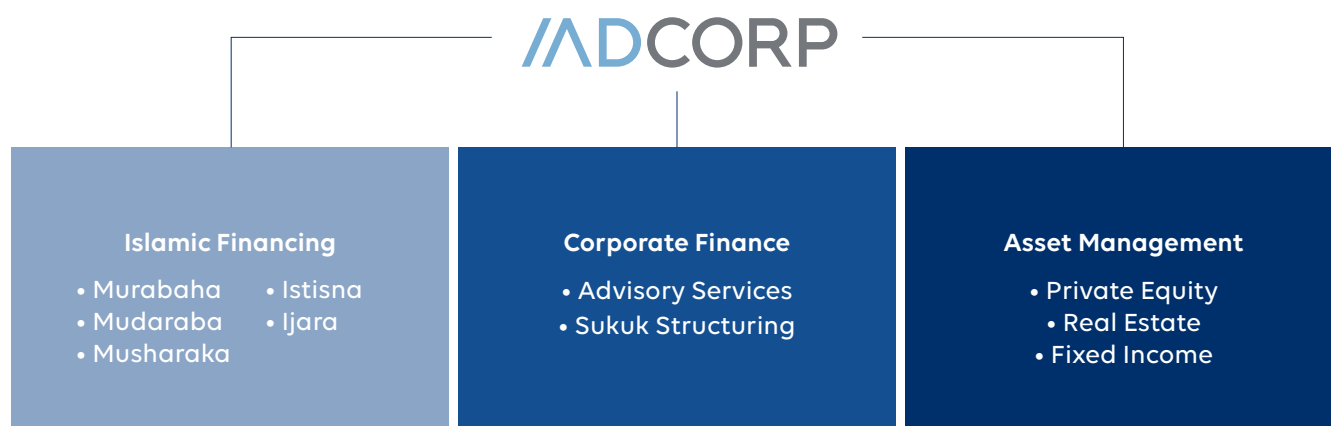 ADCORP
Islamic Financing
• Murabaha
• Mudaraba
• Musharaka
• Istisna
• Ijara
Corporate Finance
• Advisory Services
• Sukuk Structuring
Asset Management
• Private Equity
• Real Estate
• Fixed Income